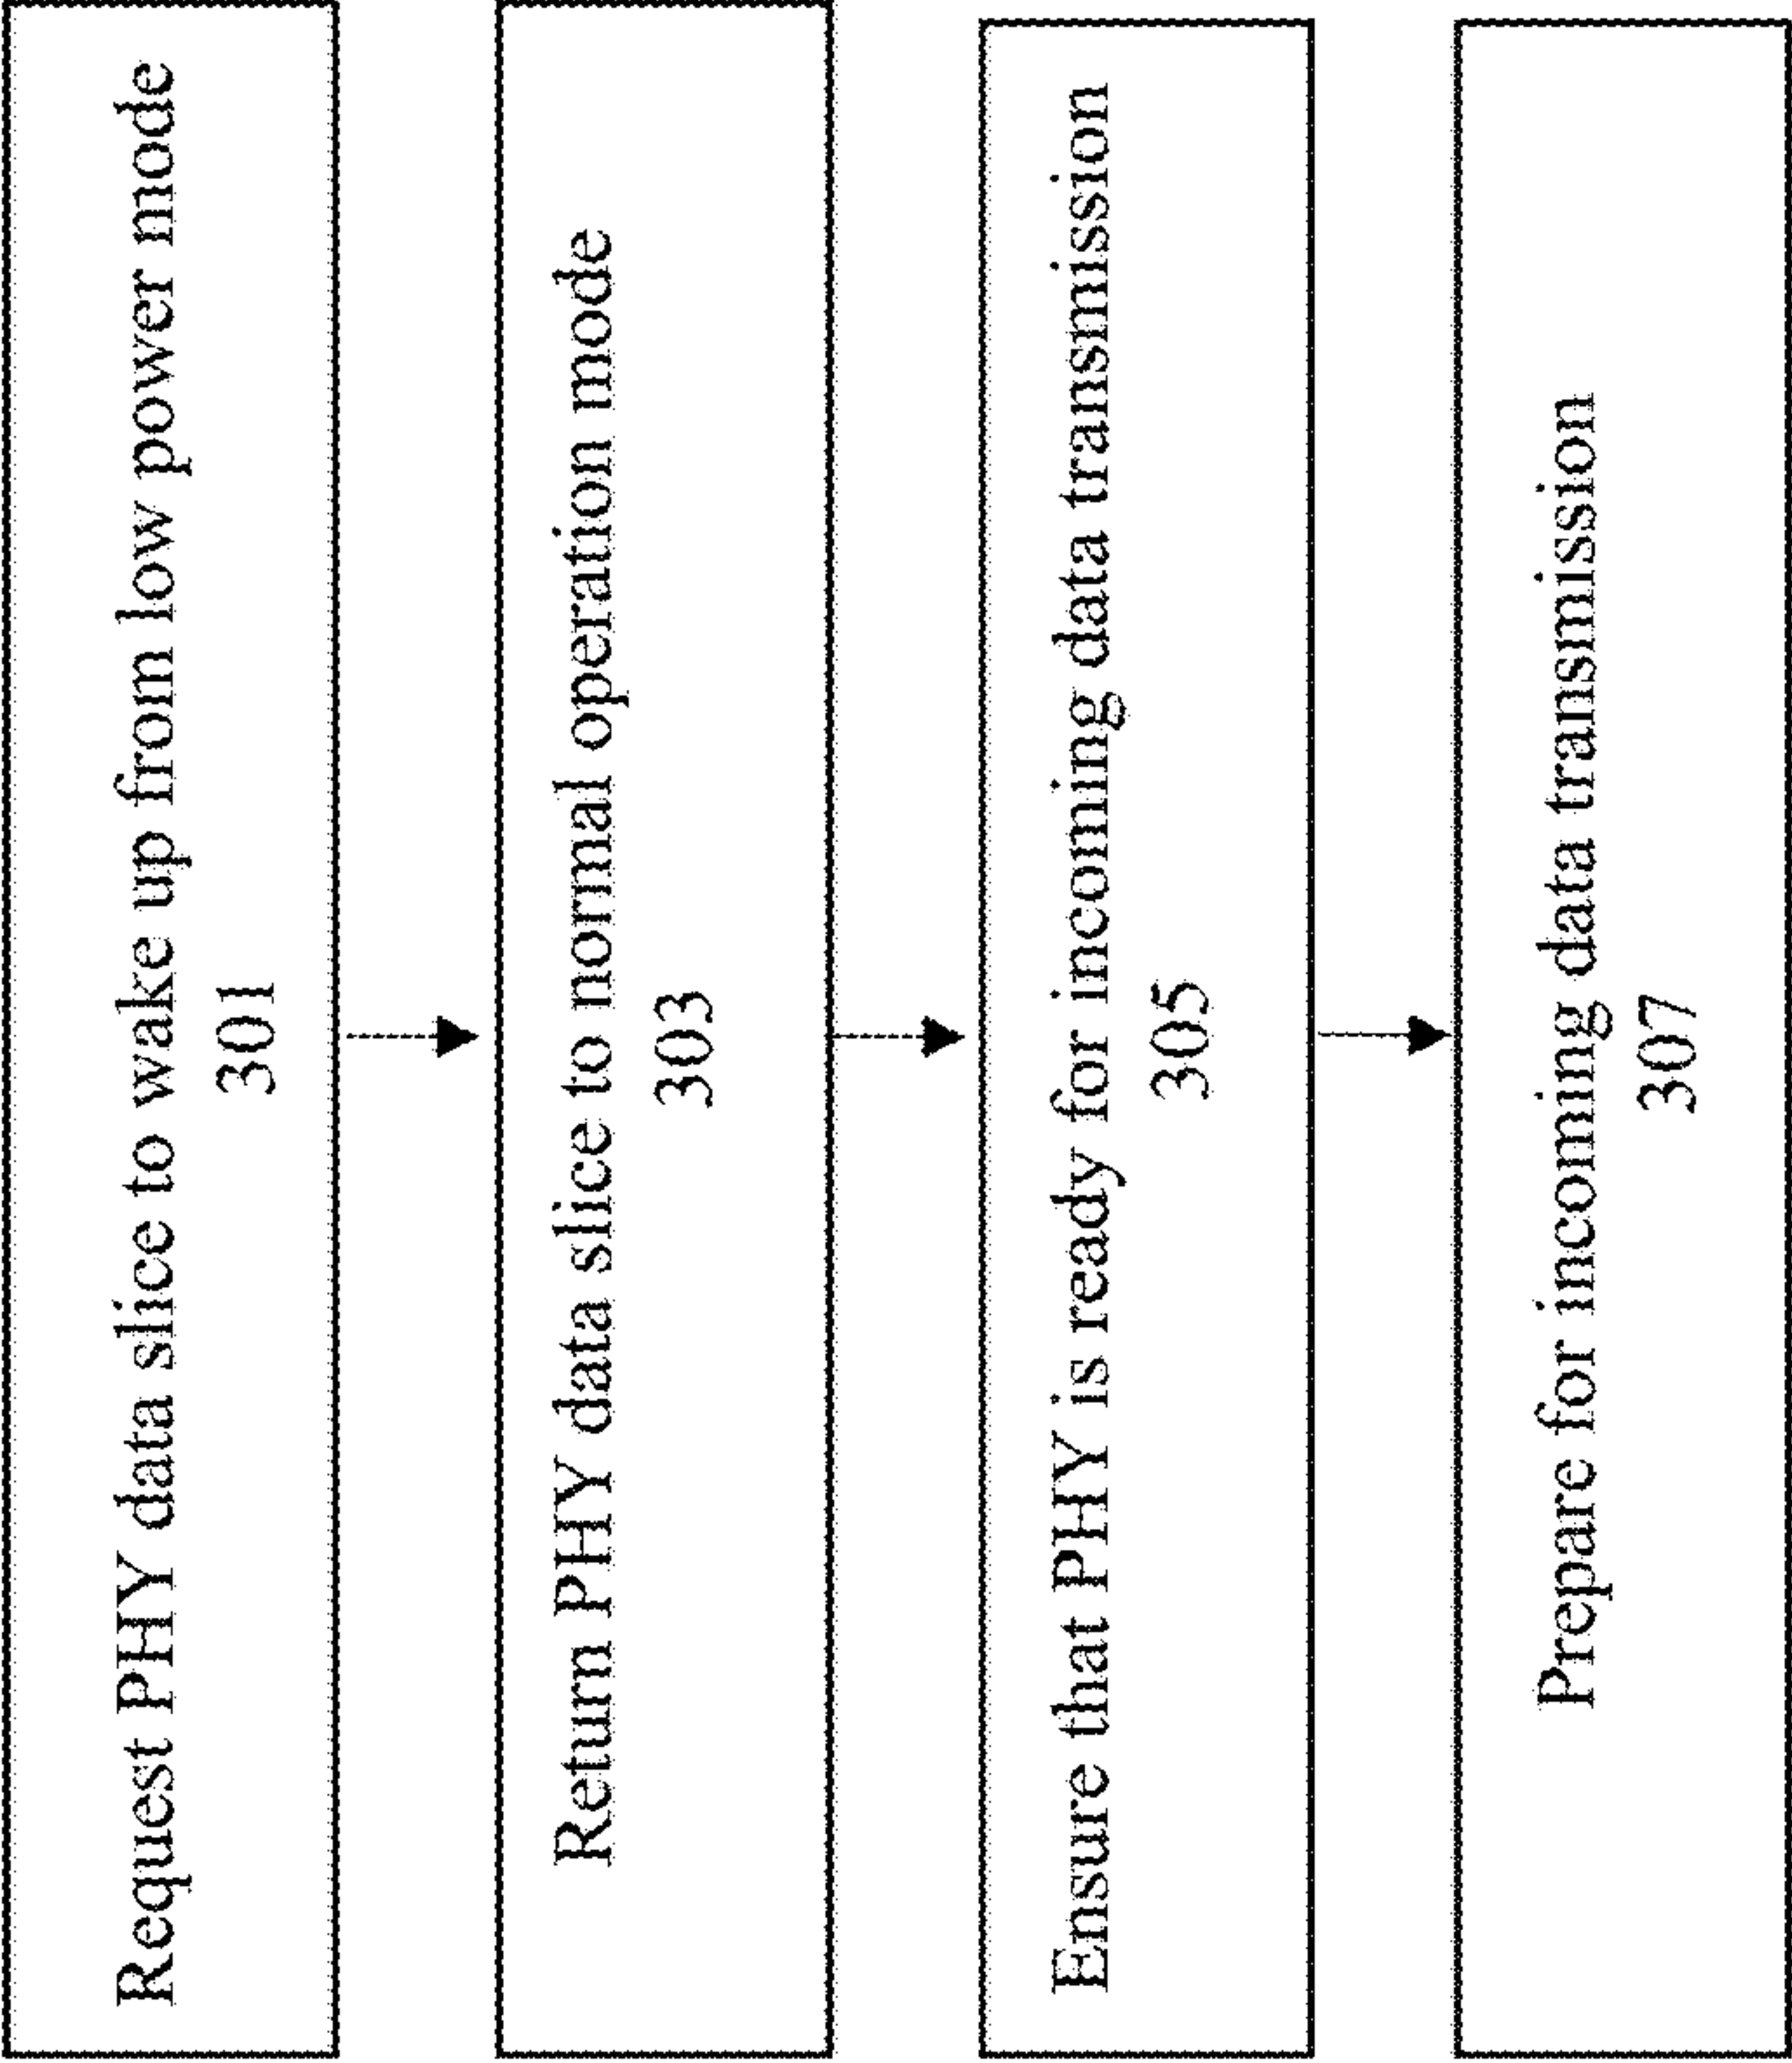 Request PHY data slice to wake up from low power mode
301
Return PHY data slice to normal operation mode
303
Ensure that PHY is ready for incoming data transmission
305
Prepare for incoming data transmission
307